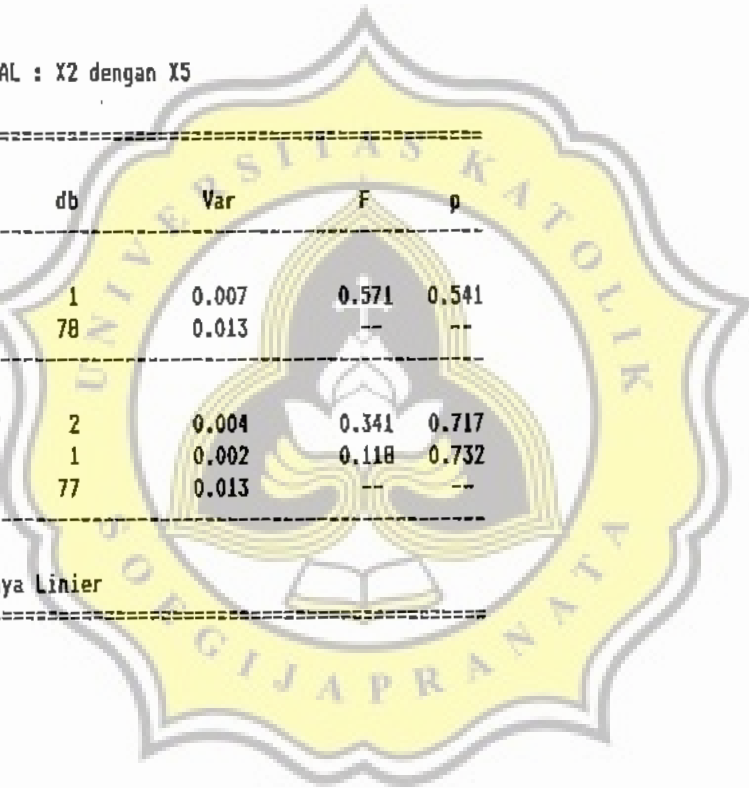 AL : X2 dengan X5
db Var F p
1 0.007 0.571 0.541
78 0.013 -- --
2 0.004 0.341 0.717
1 0.002 0.118 0.732
77 0.013 -- --
ya Linier
UNIVERSITAS KATOLIK
SOEGIJAPRANATA